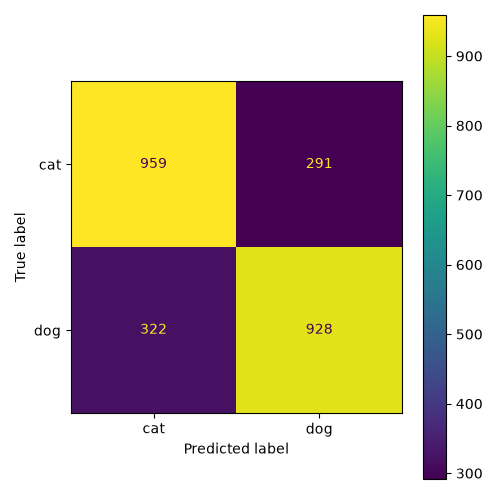 900
800
700
600
500
400
300
True label
cat
dog
959
291
322
928
cat
dog
Predicted label